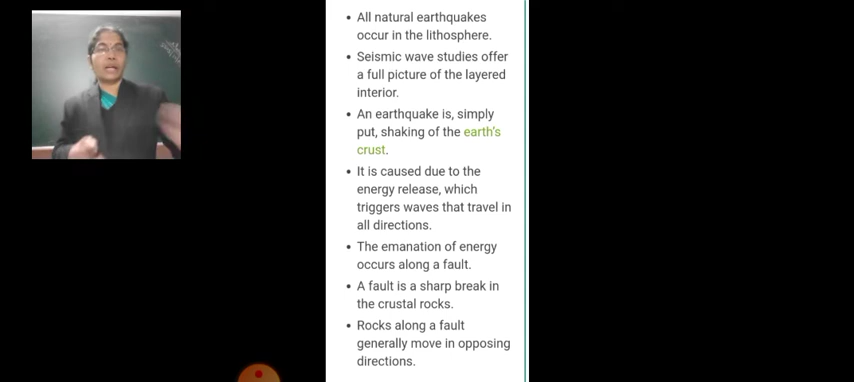 All natural earthquakes
occur in the lithosphere.
Seismic wave studies offer
a full picture of the layered
interior.
An earthquake is, simply
put, shaking of the earth's
crust.
It is caused due to the
energy release, which
triggers waves that travel in
all directions.
The emanation of energy
occurs along a fault.
A fault is a sharp break in
the crustal rocks.
Rocks along a fault
generally move in opposing
directions.